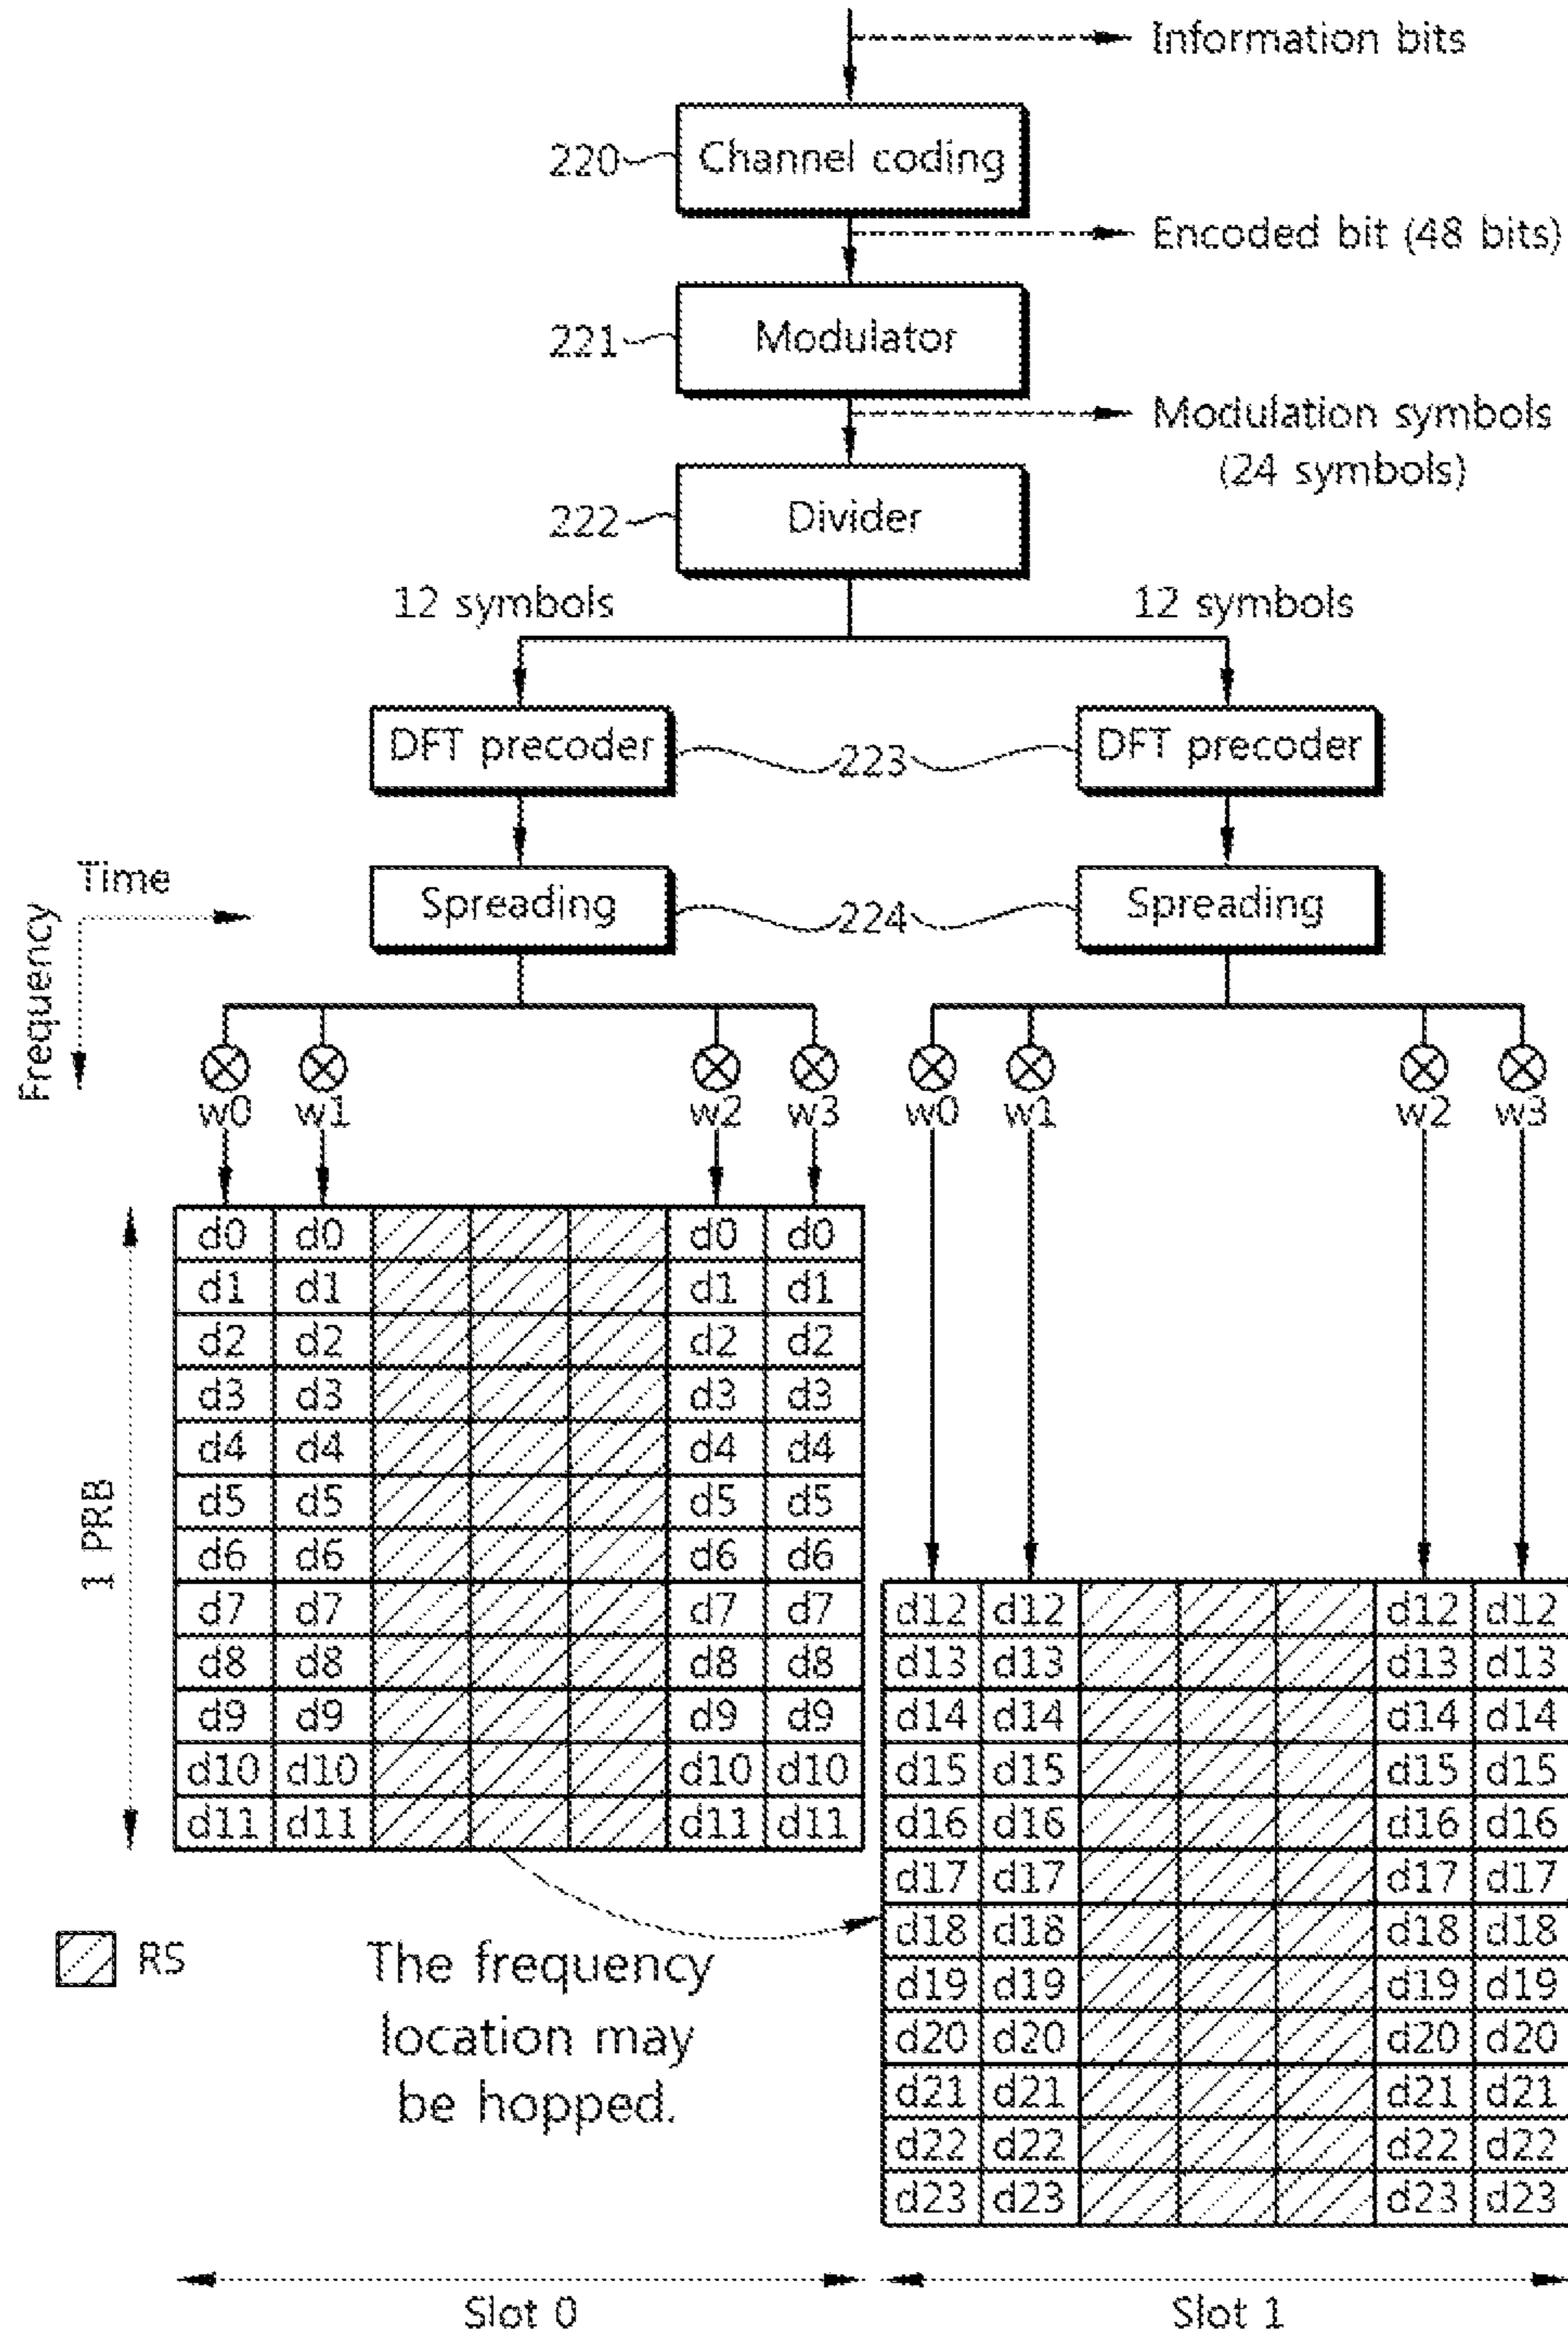 Information bits
220 Channel coding
Encoded bit (48 bits)
221 Modulator
Modulation symbols
(24 symbols)
222 Divider
12 symbols 12 symbols
DFT precoder 223 DFT precoder
Time
Frequency
Spreading 224 Spreading
w0 w1 w2 w3 w0 w1 w2 w3
1 PRB
d0 d0 d0 d0
d1 d1 d1 d1
d2 d2 d2 d2
d3 d3 d3 d3
d4 d4 d4 d4
d5 d5 d5 d5
d6 d6 d6 d6
d7 d7 d7 d7 d12 d12 d12 d12
d8 d8 d8 d8 d13 d13 d13 d13
d9 d9 d9 d9 d14 d14 d14 d14
d10 d10 d10 d10 d15 d15 d15 d15
d11 d11 d11 d11 d16 d16 d16 d16
d17 d17 d17 d17
d18 d18 d18 d18
d19 d19 d19 d19
d20 d20 d20 d20
d21 d21 d21 d21
d22 d22 d22 d22
d23 d23 d23 d23
RS
The frequency
location may
be hopped.
Slot 0 Slot 1